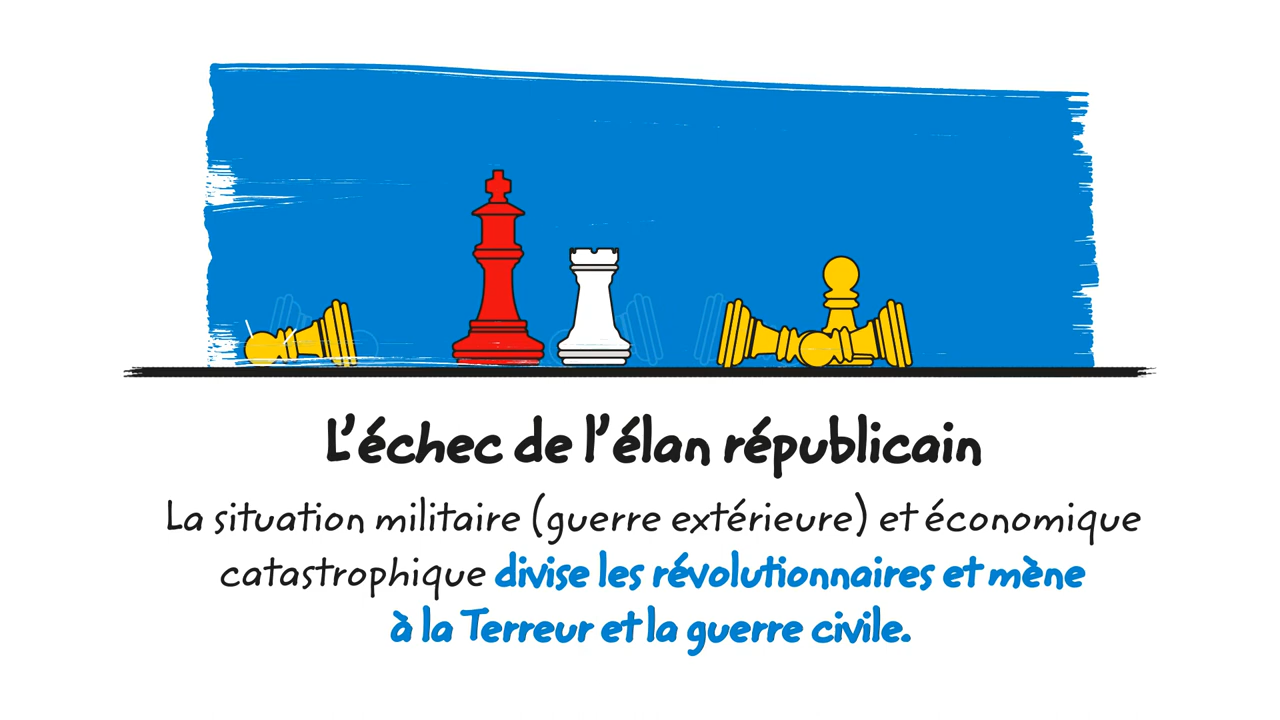 L'échec de l'élan républicain
La situation militaire (guerre extérieure) et économique
catastrophique divise les révolutionnaires et mène
à la Terreur et la guerre civile.